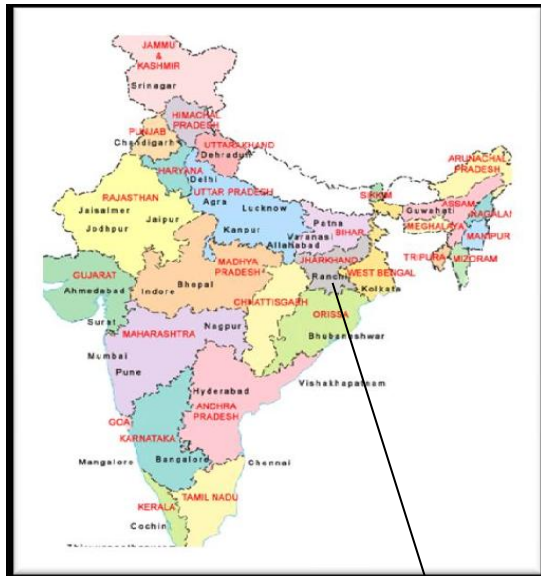 JAMMU
&
KASHMIR
Srinagar
HIMACHAL
PRADESH
PUNJAB
Chandigarh
UTTARAKHAND
Dehradun
HARYANA
Delhi
ARUNACHAL
PRADESH
RAJASTHAN
UTTAR PRADESH
Agra
Lucknow
SIKKIM
ASSAM
Jaisalmer
Jaipur
Guwahati
NAGALAND
Jodhpur
Kanpur
Patna
Varanasi
BIHAR
MEGHALAYA
Allahabad
MANIPUR
GUJARAT
MADHYA
PRADESH
JHARKHAND
Ranchi
WEST BENGAL
TRIPURA
MIZORAM
Ahmedabad
Indore
Bhopal
Kolkata
CHHATTISGARH
Surat
ORISSA
MAHARASHTRA
Nagpur
Bhubaneshwar
Mumbai
Pune
Hyderabad
Vishakhapatnam
ANDHRA
PRADESH
GOA
KARNATAKA
Mangalore
Bangalore
Chennai
KERALA
TAMIL NADU
Cochin